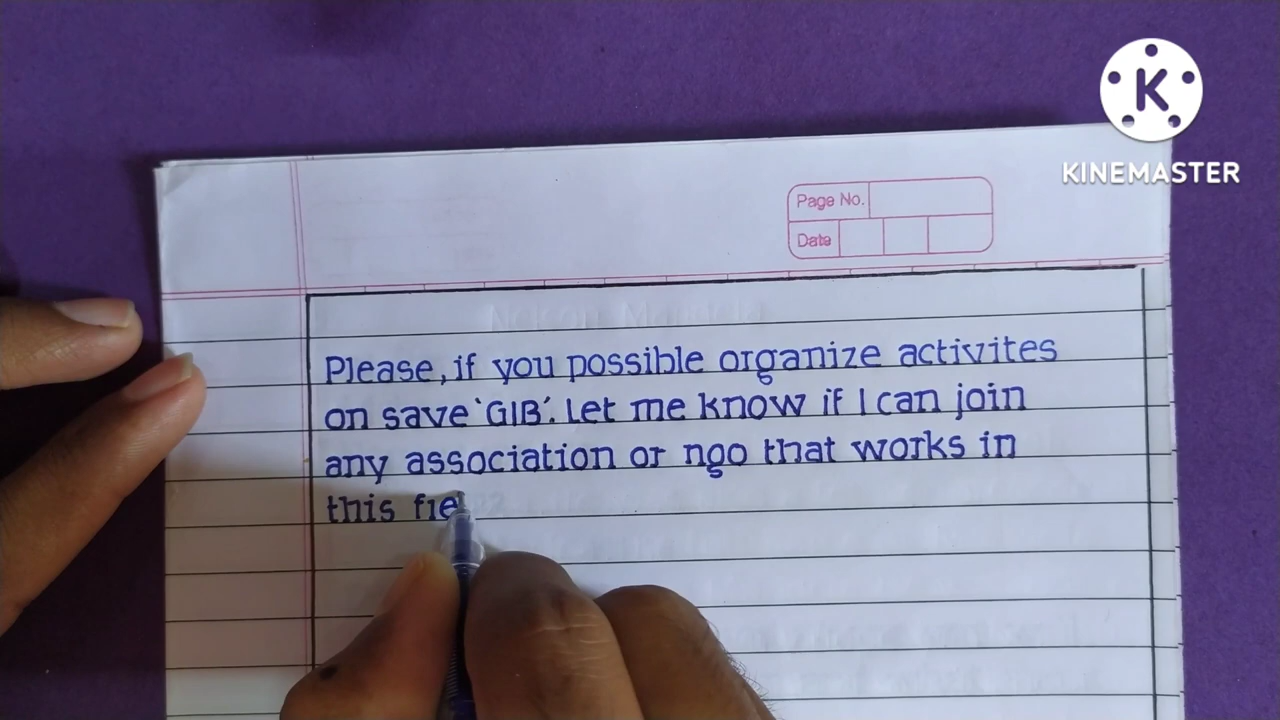 K
KINEMASTER
Page No.
Date
Please, if you possible organize activites
on save 'GIB'. Let me know if I can join
any association or ngo that works in
this fie